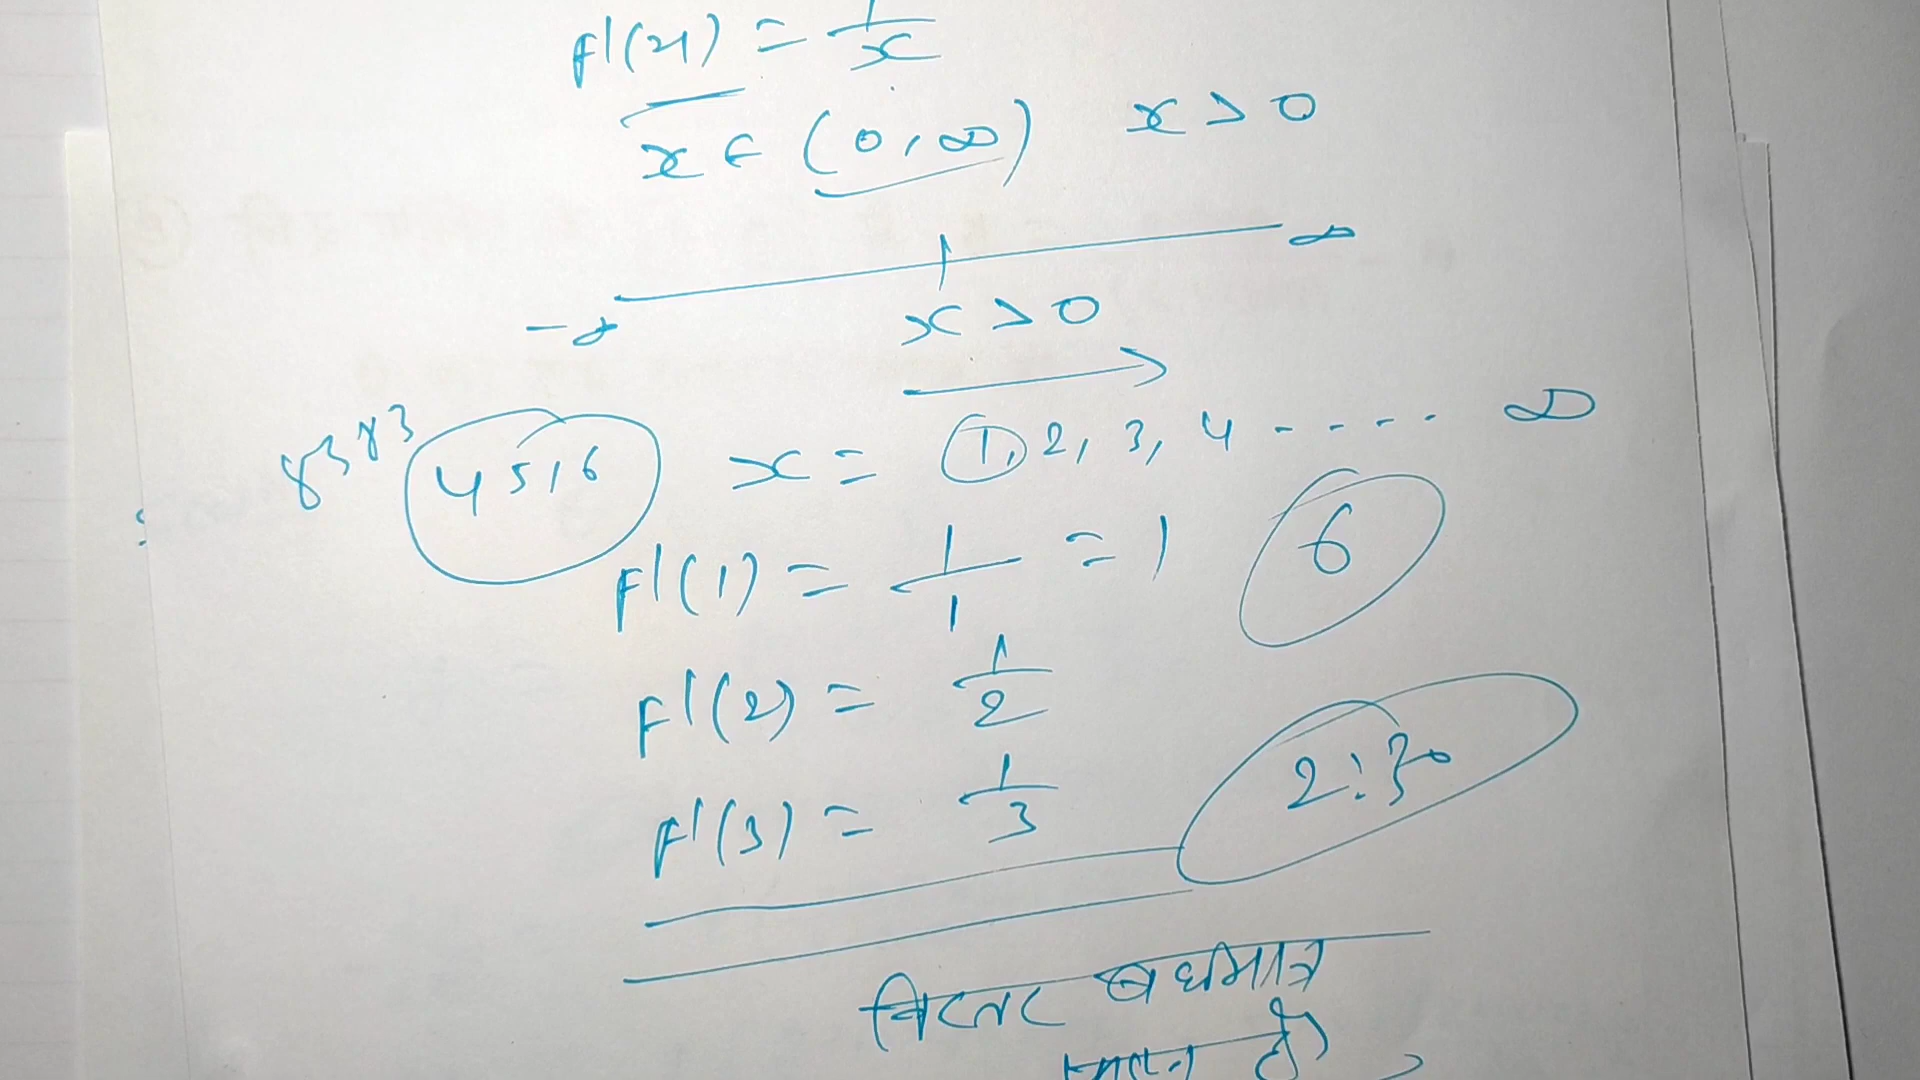 F'(x) = 1/x
x ∈ (0, ∞) x > 0
-∞ ∞
x > 0
4 5 1 6 x = 1, 2, 3, 4 - - - - - ∞
F'(1) = 1/1 = 1 6
F'(2) = 1/2
F'(3) = 1/3 2:30
वर्धमान
है